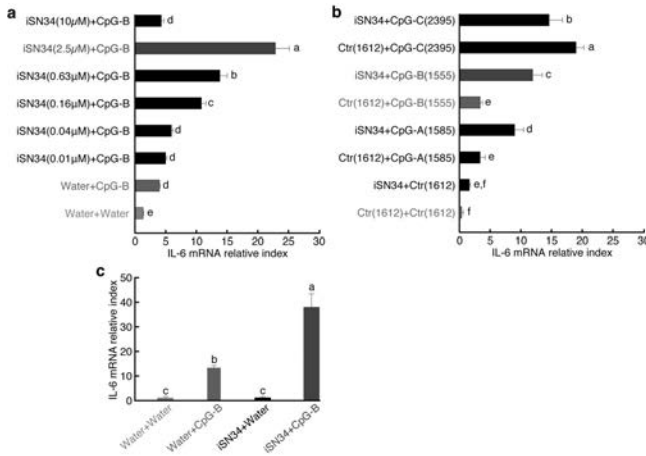 a
iSN34(10μM)+CpG-B d
iSN34(2.5μM)+CpG-B a
iSN34(0.63μM)+CpG-B b
iSN34(0.16μM)+CpG-B c
iSN34(0.04μM)+CpG-B d
iSN34(0.01μM)+CpG-B d
Water+CpG-B d
Water+Water e
0 5 10 15 20 25 30
IL-6 mRNA relative index
b
iSN34+CpG-C(2395) b
Ctr(1612)+CpG-C(2395) a
iSN34+CpG-B(1555) c
Ctr(1612)+CpG-B(1555) e
iSN34+CpG-A(1585) d
Ctr(1612)+CpG-A(1585) e
iSN34+Ctr(1612) e,f
Ctr(1612)+Ctr(1612) f
0 5 10 15 20 25 30
IL-6 mRNA relative index
c
IL-6 mRNA relative index
50
40
30
20
10
0
c b c a
Water+Water
Water+CpG-B
iSN34+Water
iSN34+CpG-B